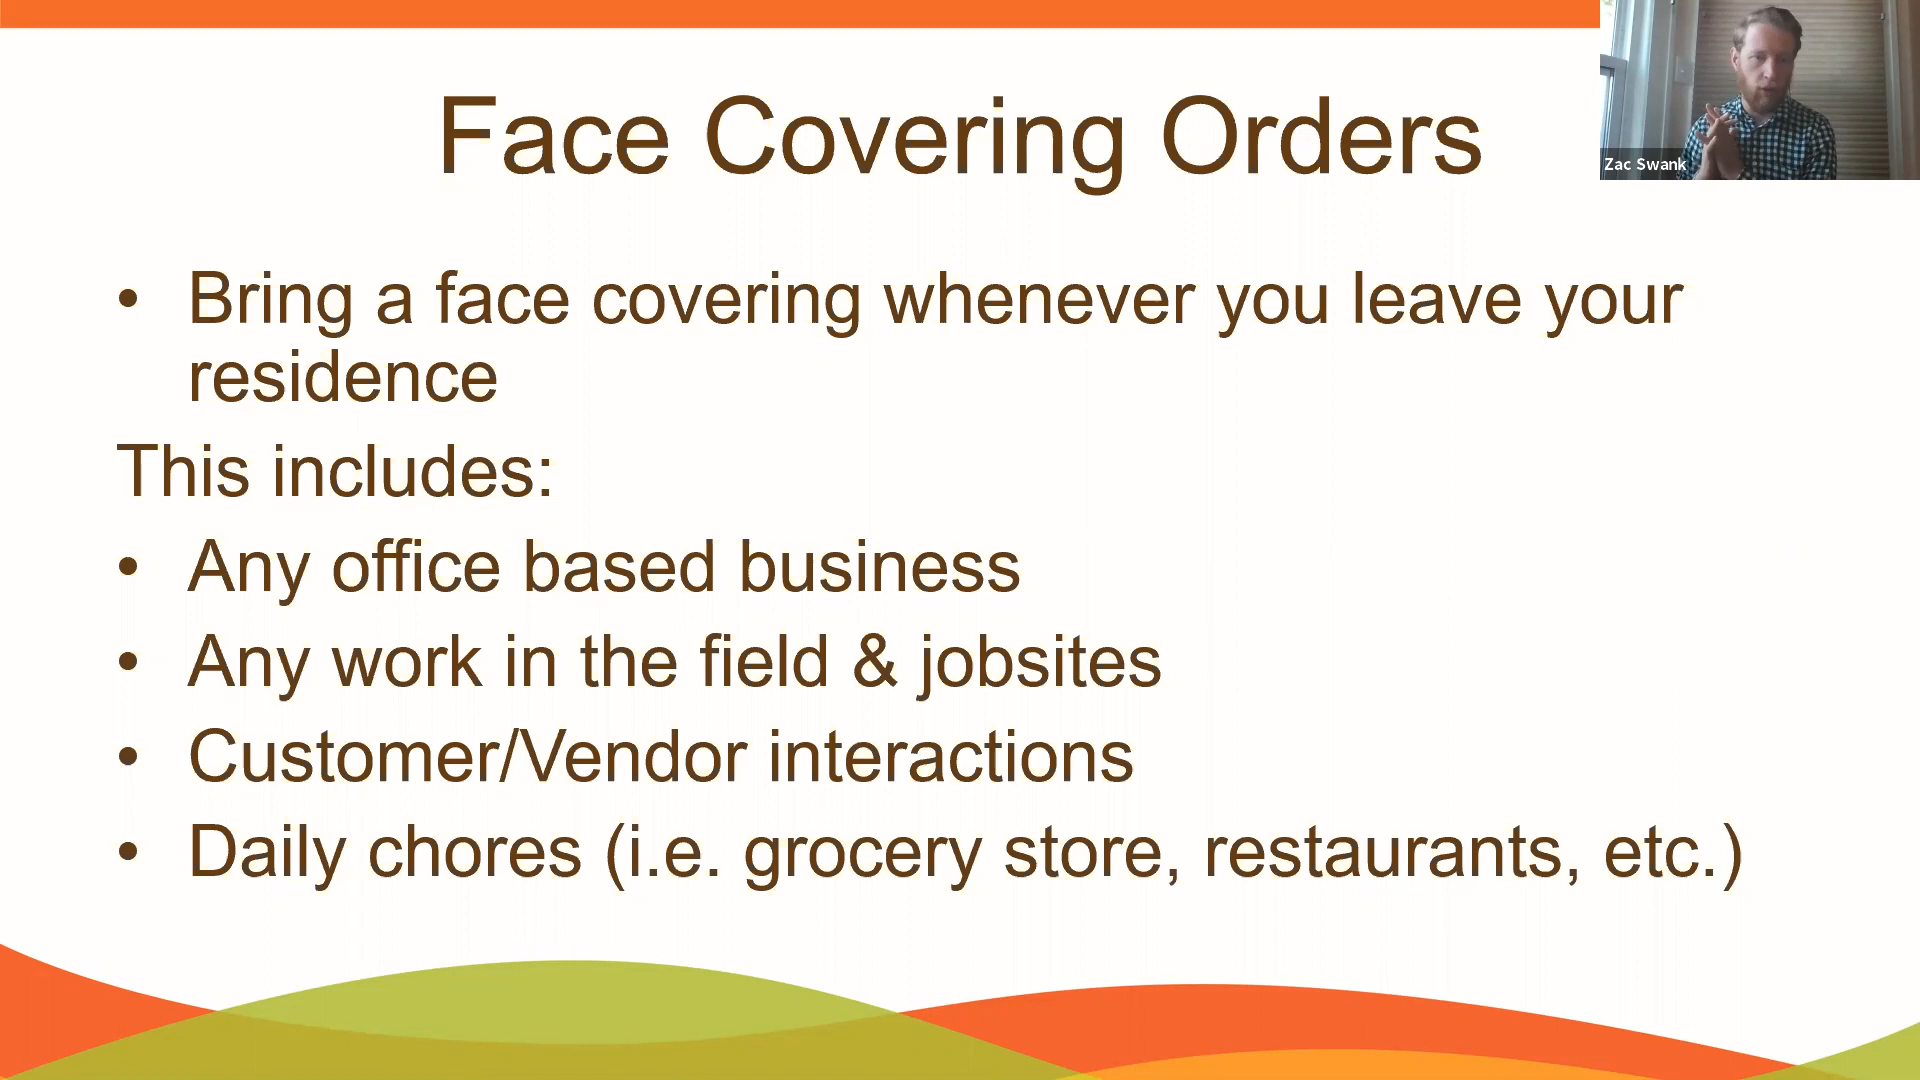 Face Covering Orders
Zac Swank
• Bring a face covering whenever you leave your
residence
This includes:
• Any office based business
• Any work in the field & jobsites
• Customer/Vendor interactions
• Daily chores (i.e. grocery store, restaurants, etc.)